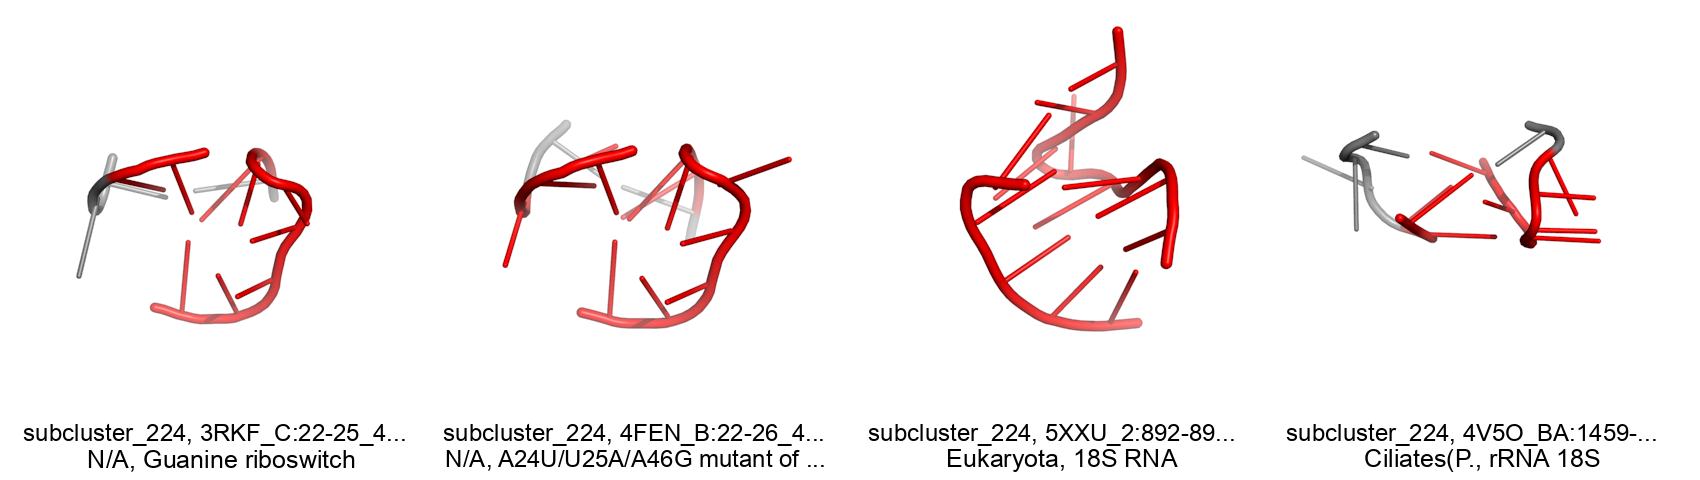 subcluster_224, 3RKF_C:22-25_4...
N/A, Guanine riboswitch
subcluster_224, 4FEN_B:22-26_4...
N/A, A24U/U25A/A46G mutant of ...
subcluster_224, 5XXU_2:892-89...
Eukaryota, 18S RNA
subcluster_224, 4V5O_BA:1459-...
Ciliates(P., rRNA 18S